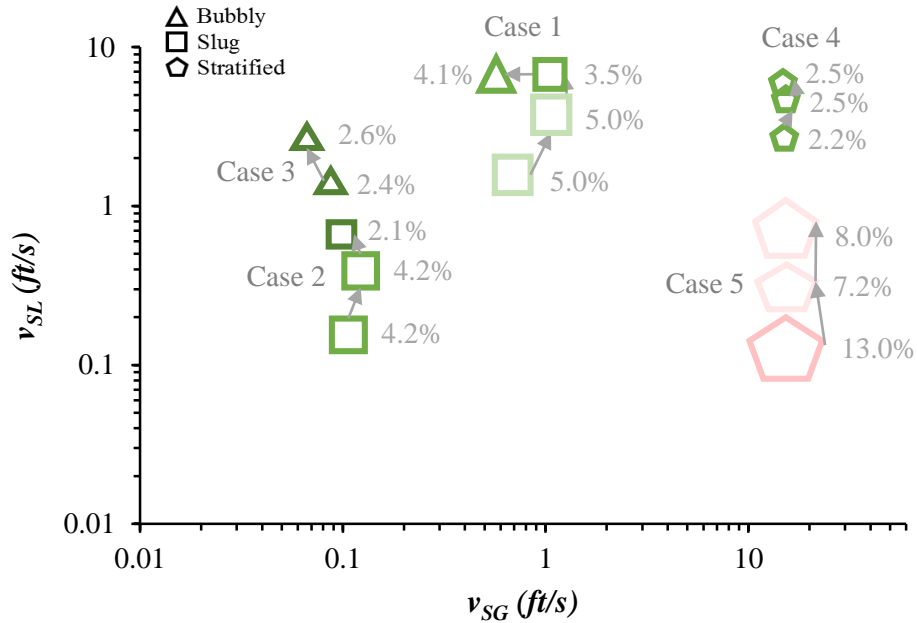 Bubbly
Slug
Stratified
Case 1
Case 4
10
4.1%
3.5%
2.5%
2.5%
5.0%
2.6%
2.2%
Case 3
2.4%
5.0%
1
2.1%
8.0%
Case 2
4.2%
Case 5
7.2%
4.2%
13.0%
0.1
0.01
v_SL (ft/s)
0.01
0.1
1
10
v_SG (ft/s)